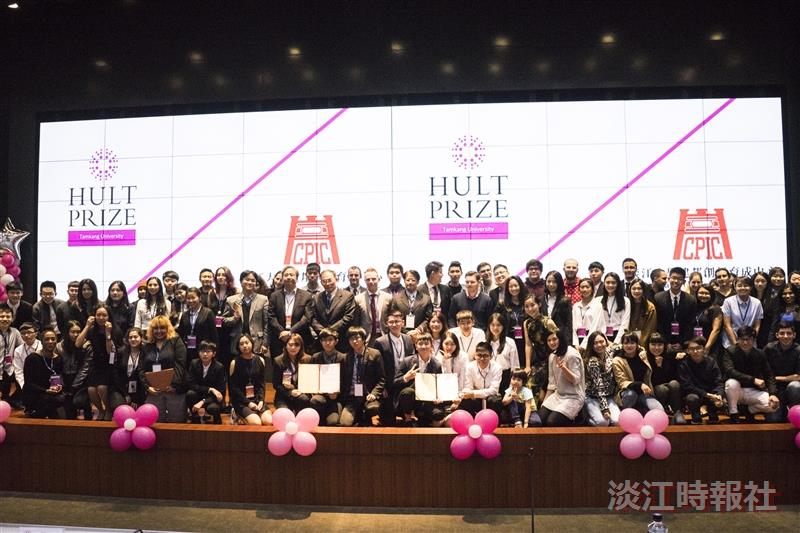 HULT
PRIZE
Tamkang University
CPIC
HULT
PRIZE
Tamkang University
CPIC
淡江時報社